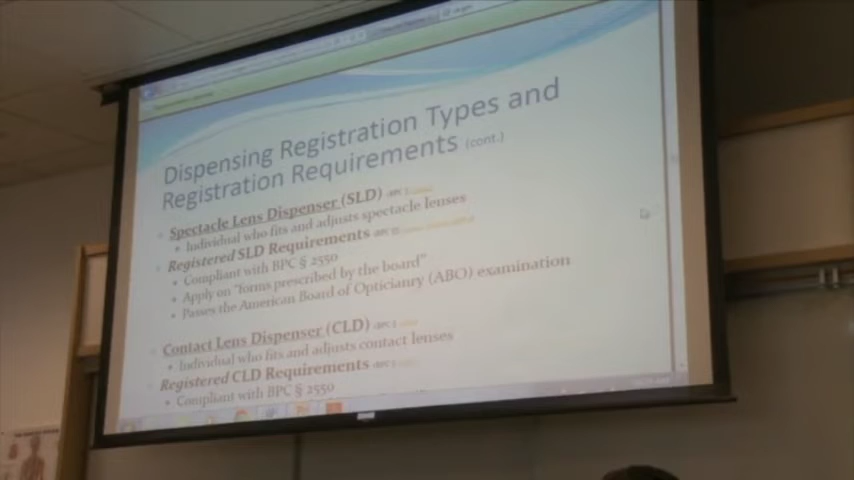 Dispensing Registration Types and
Registration Requirements (cont.)
Spectacle Lens Dispenser (SLD)
Individual who fits and adjusts spectacle lenses
Registered SLD Requirements
Compliant with BPC § 2550
Apply on "forms prescribed by the board"
Passes the American Board of Opticianry (ABO) examination
Contact Lens Dispenser (CLD)
Individual who fits and adjusts contact lenses
Registered CLD Requirements
Compliant with BPC § 2550